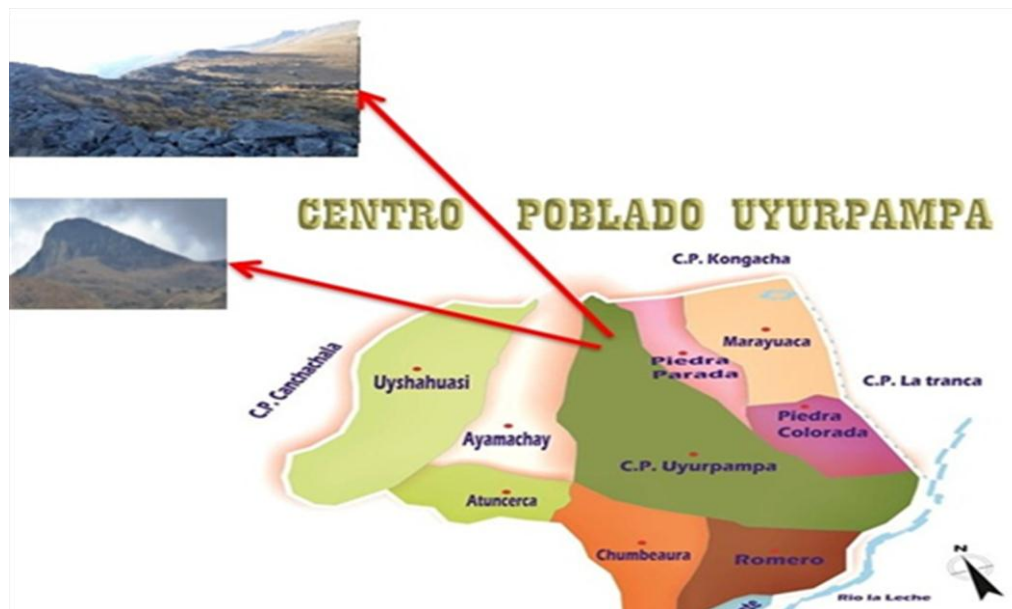 CENTRO POBLADO UYURPAMPA
C.P. Kongacha
Marayuaca
Piedra
Parada
C.P. La tranca
C.P. Canchachala
Uyshahuasi
Piedra
Colorada
Ayamachay
C.P. Uyurpampa
Atuncerca
Chumbeaura
Romero
N
Rio la Leche